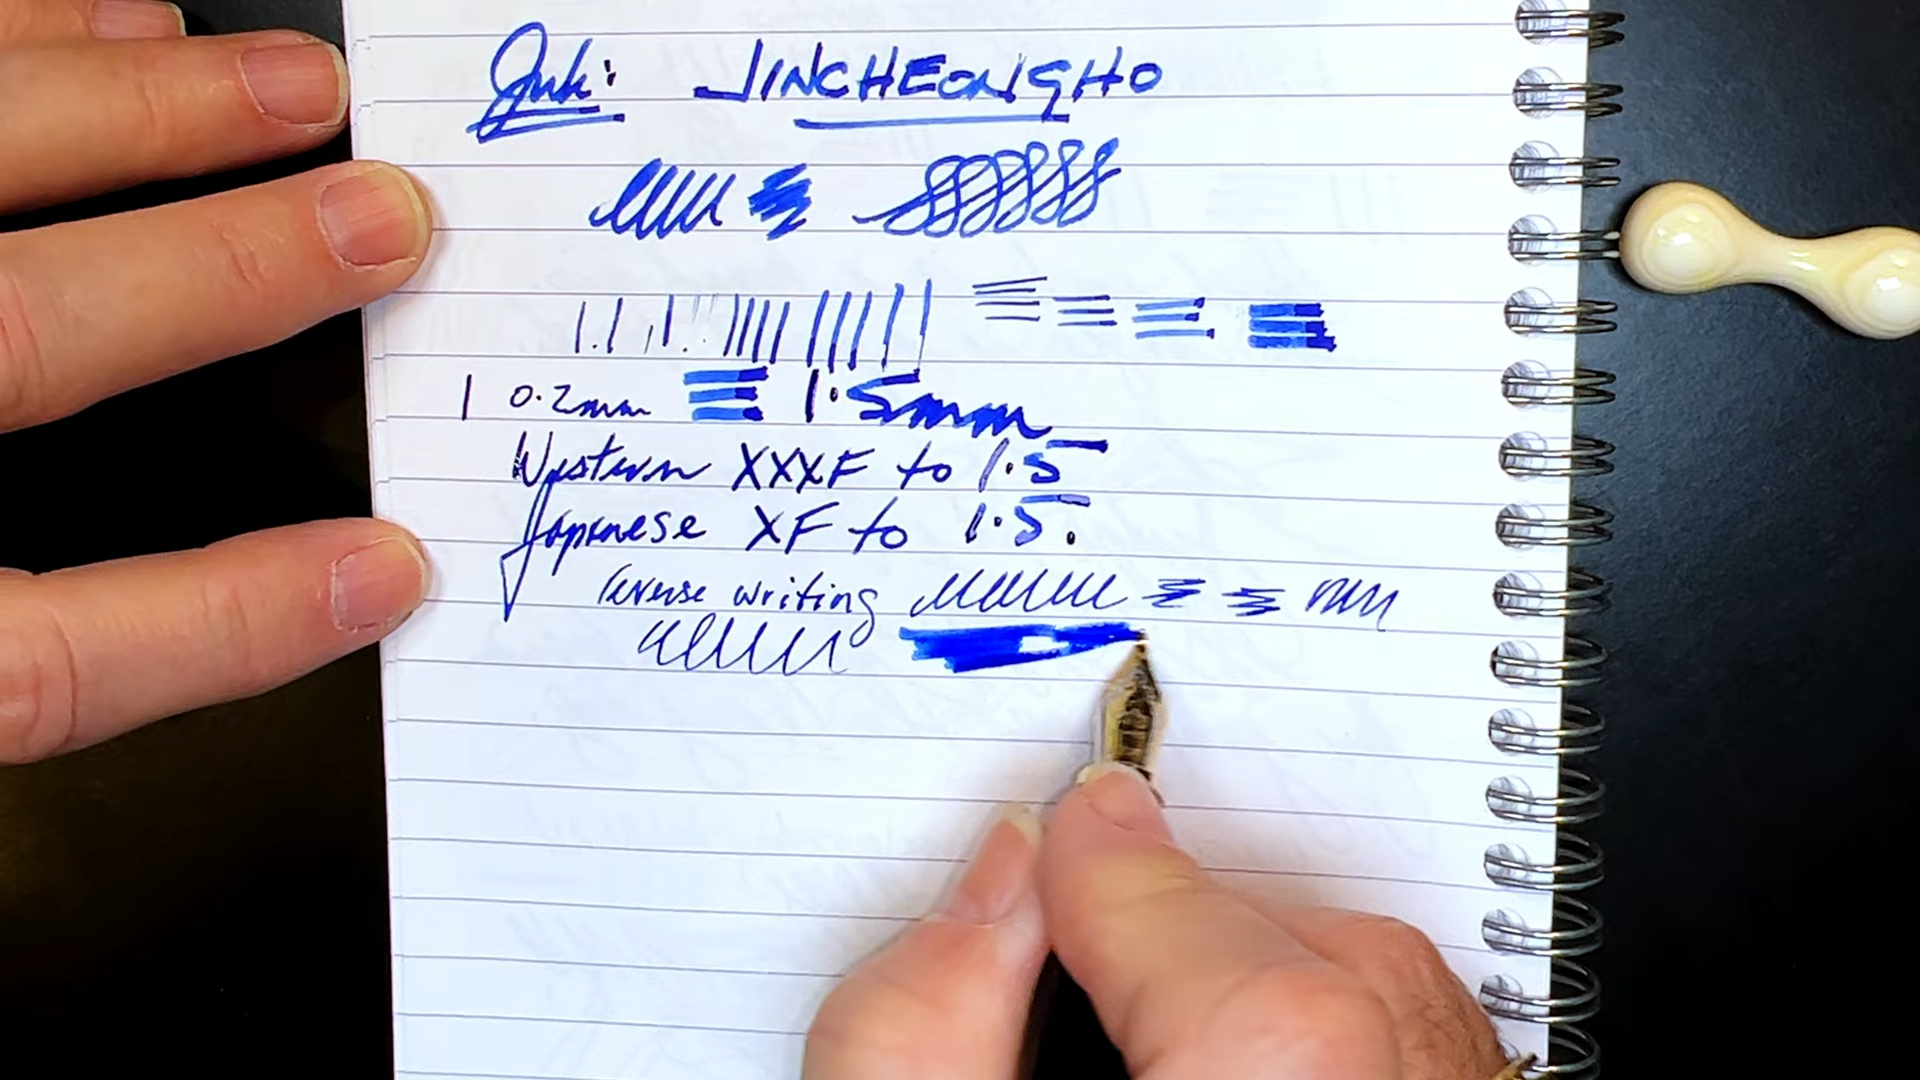 Ink: JINCHEONGHO
0.2mm 1.5mm
Western XXXF to 1.5
Japanese XF to 1.5.
reverse writing